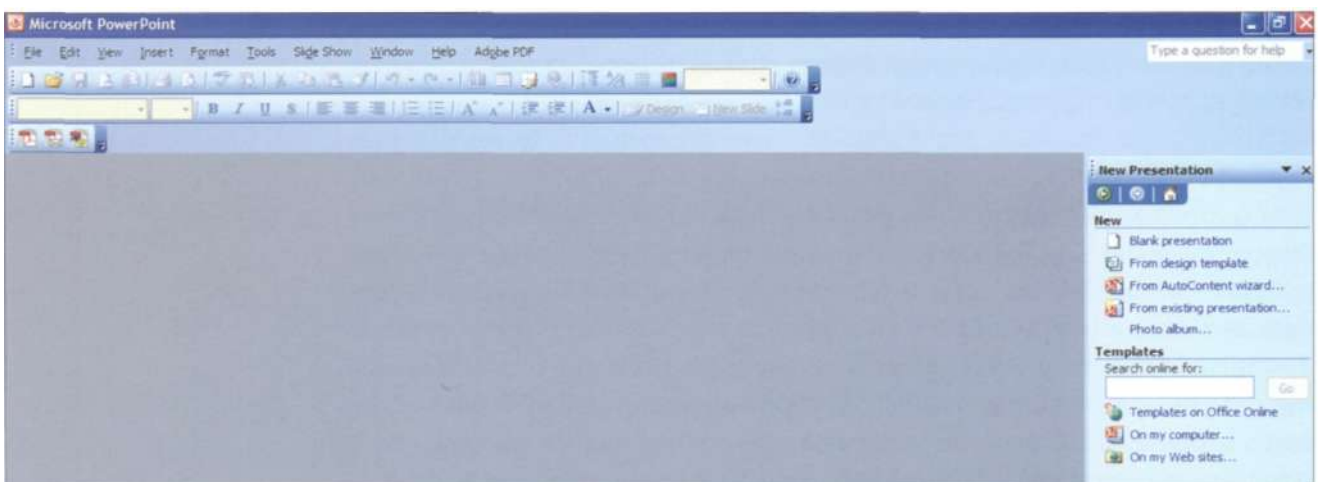 Microsoft PowerPoint
File Edit View Insert Format Tools Slide Show Window Help Adobe PDF
Type a question for help
B I U S A A A Design New Slide
New Presentation
New
Blank presentation
From design template
From AutoContent wizard...
From existing presentation...
Photo album...
Templates
Search online for:
Go
Templates on Office Online
On my computer...
On my Web sites...